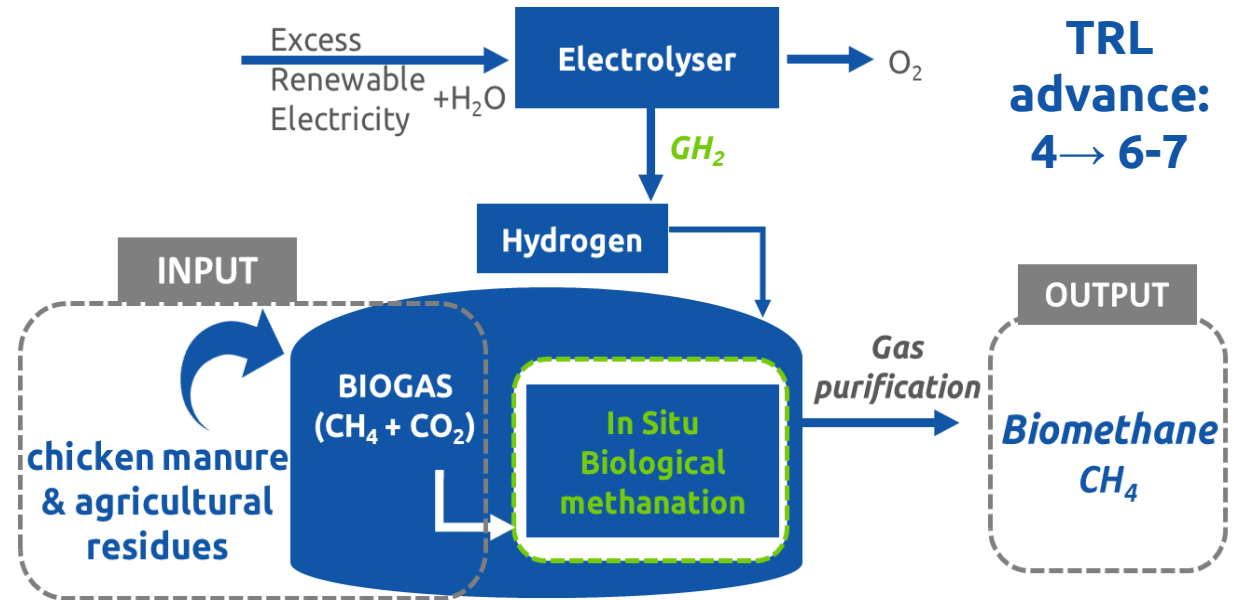 Excess
Renewable
Electricity
+H₂O
Electrolyser
O₂
TRL
advance:
4→ 6-7
GH₂
Hydrogen
INPUT
OUTPUT
BIOGAS
(CH₄ + CO₂)
chicken manure
& agricultural
residues
In Situ
Biological
methanation
Gas
purification
Biomethane
CH₄